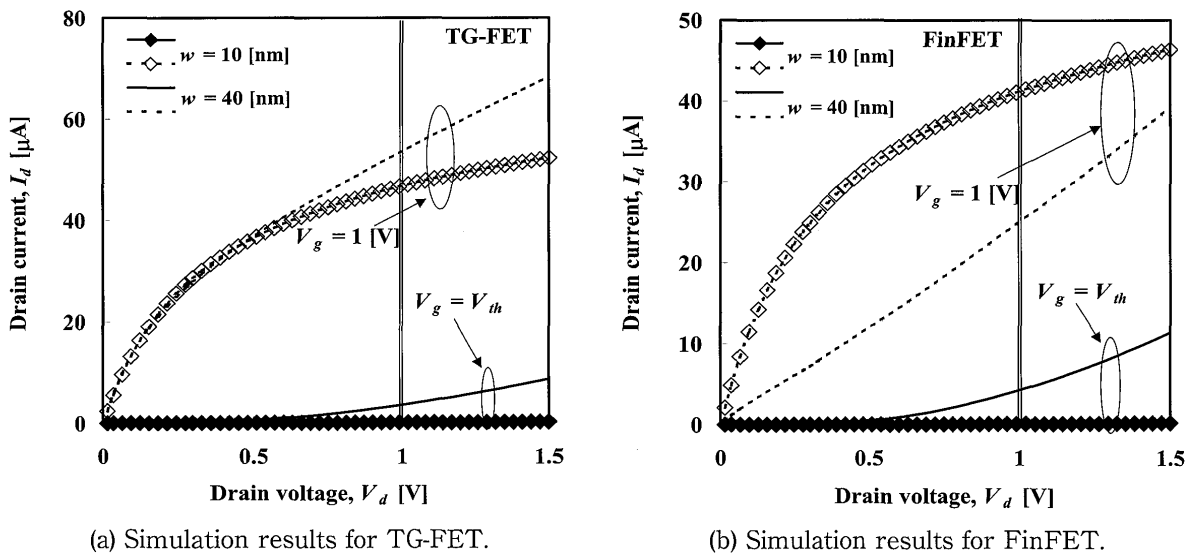 80
60
40
20
0
0
0.5
1
1.5
Drain current, I_d [μA]
Drain voltage, V_d [V]
TG-FET
w = 10 [nm]
w = 40 [nm]
V_g = 1 [V]
V_g = V_th
(a) Simulation results for TG-FET.
50
40
30
20
10
0
0
0.5
1
1.5
Drain current, I_d [μA]
Drain voltage, V_d [V]
FinFET
w = 10 [nm]
w = 40 [nm]
V_g = 1 [V]
V_g = V_th
(b) Simulation results for FinFET.